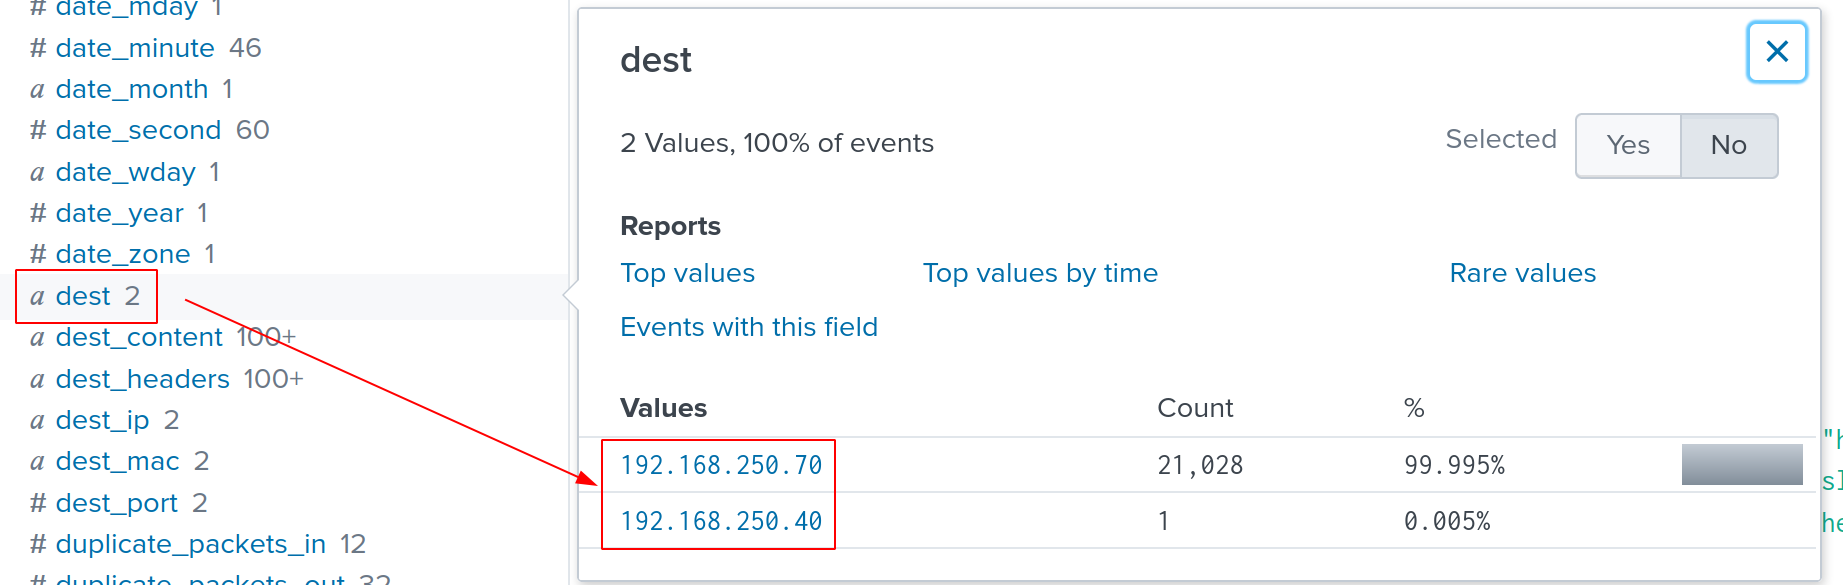 # date_mday 1
# date_minute 46
a date_month 1
# date_second 60
a date_wday 1
# date_year 1
# date_zone 1
a dest 2
a dest_content 100+
a dest_headers 100+
a dest_ip 2
a dest_mac 2
# dest_port 2
# duplicate_packets_in 12
# duplicate_packets_out 32
dest
2 Values, 100% of events
Selected Yes No
Reports
Top values Top values by time Rare values
Events with this field
Values Count %
192.168.250.70 21,028 99.995%
192.168.250.40 1 0.005%